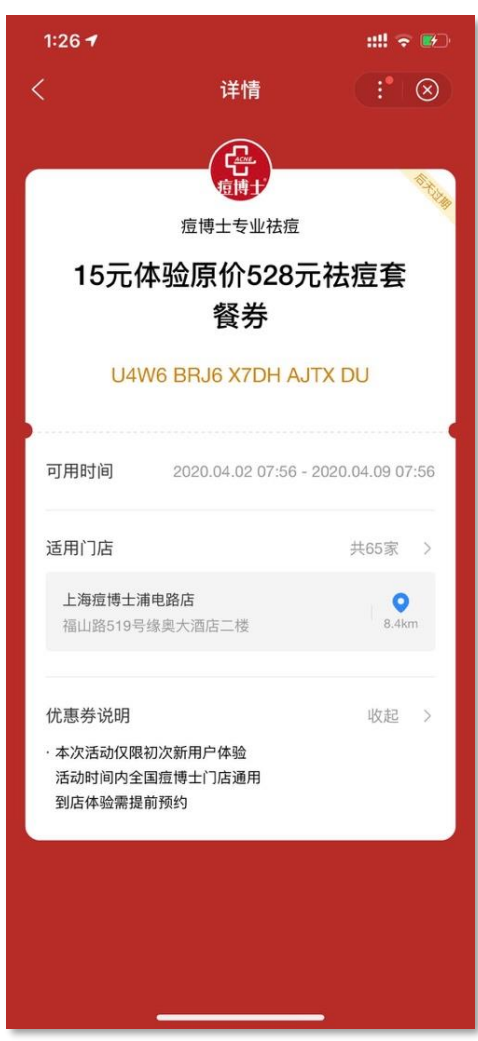 1:26
详情
ACNE
痘博士
后天过期
痘博士专业祛痘
15元体验原价528元祛痘套
餐券
U4W6 BRJ6 X7DH AJTX DU
可用时间 2020.04.02 07:56 - 2020.04.09 07:56
适用门店 共65家
上海痘博士浦电路店
福山路519号缘奥大酒店二楼 8.4km
优惠券说明 收起
· 本次活动仅限初次新用户体验
活动时间内全国痘博士门店通用
到店体验需提前预约